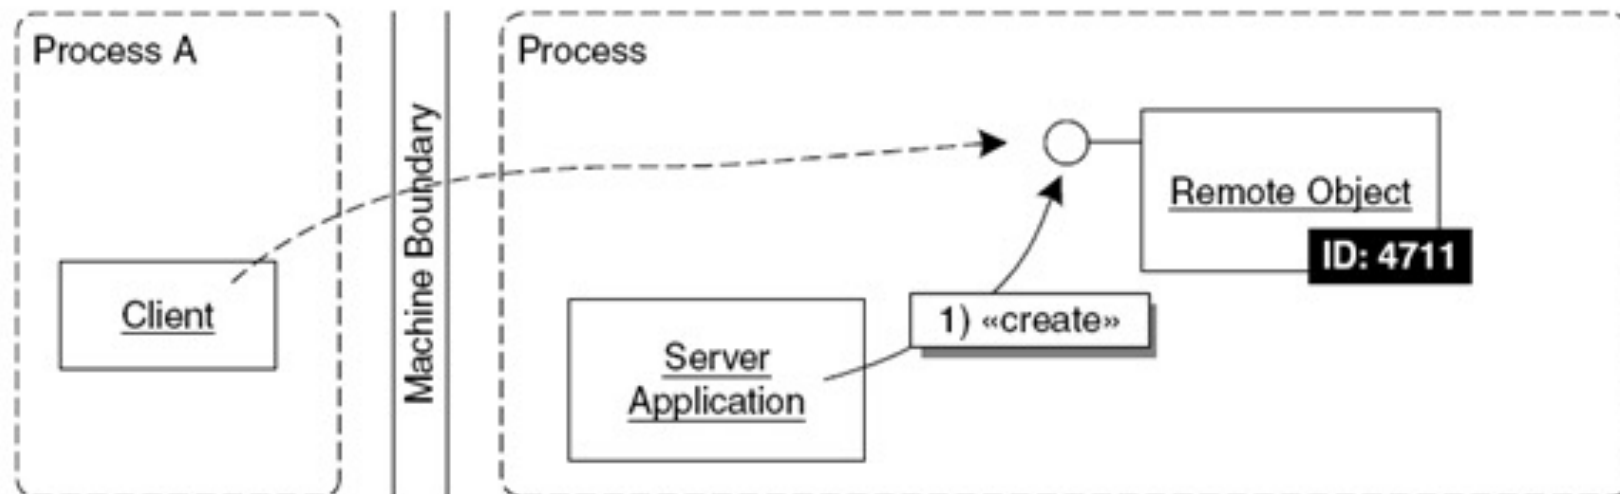 Process A
Process
Machine Boundary
Remote Object
ID: 4711
Client
1) «create»
Server
Application